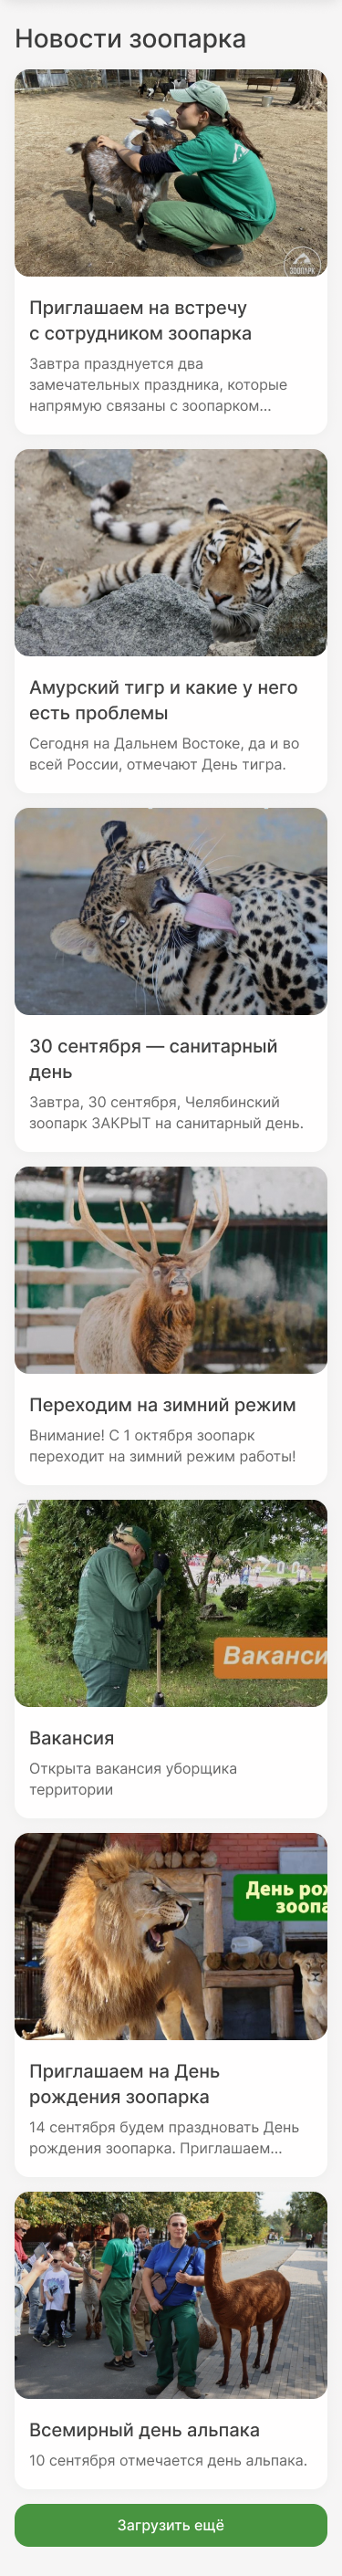 Новости зоопарка
ЗООПАРК
Приглашаем на встречу
с сотрудником зоопарка
Завтра празднуется два
замечательных праздника, которые
напрямую связаны с зоопарком...
Амурский тигр и какие у него
есть проблемы
Сегодня на Дальнем Востоке, да и во
всей России, отмечают День тигра.
30 сентября — санитарный
день
Завтра, 30 сентября, Челябинский
зоопарк ЗАКРЫТ на санитарный день.
Переходим на зимний режим
Внимание! С 1 октября зоопарк
переходит на зимний режим работы!
Ваканси
Вакансия
Открыта вакансия уборщика
территории
День рож
зоопа
Приглашаем на День
рождения зоопарка
14 сентября будем праздновать День
рождения зоопарка. Приглашаем...
Всемирный день альпака
10 сентября отмечается день альпака.
Загрузить ещё